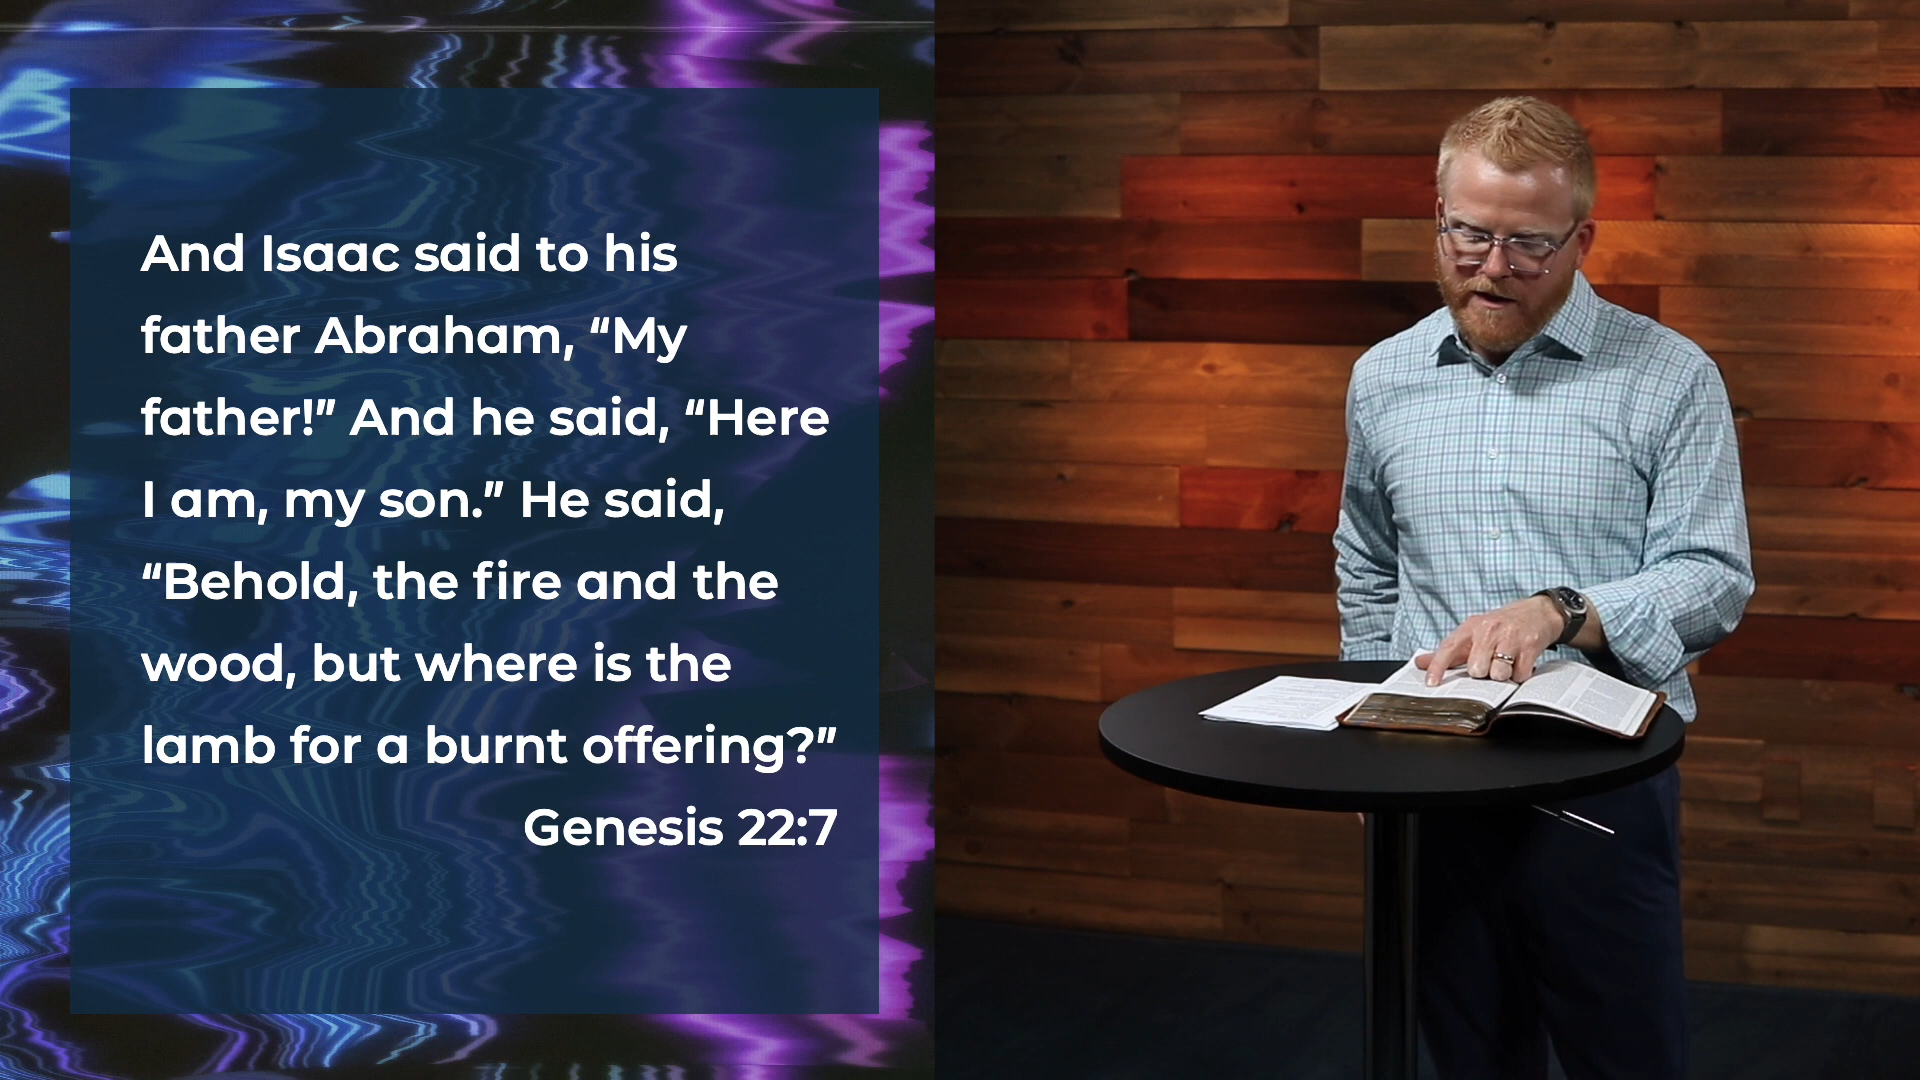 And Isaac said to his
father Abraham, “My
father!” And he said, “Here
I am, my son.” He said,
“Behold, the fire and the
wood, but where is the
lamb for a burnt offering?”
Genesis 22:7